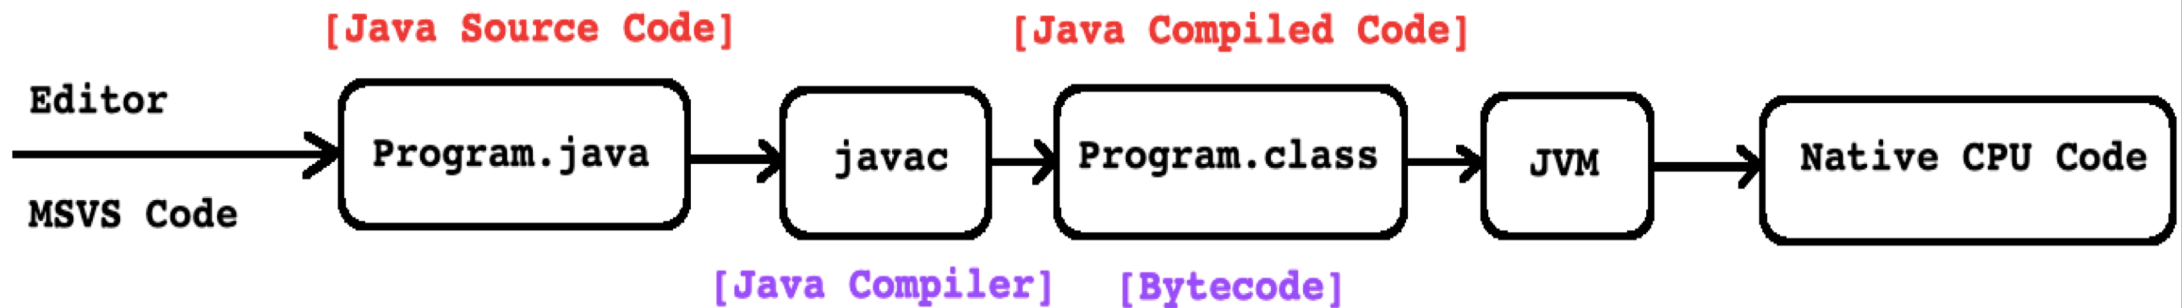 [Java Source Code]
[Java Compiled Code]
Editor
MSVS Code
Program.java
javac
Program.class
JVM
Native CPU Code
[Java Compiler]
[Bytecode]